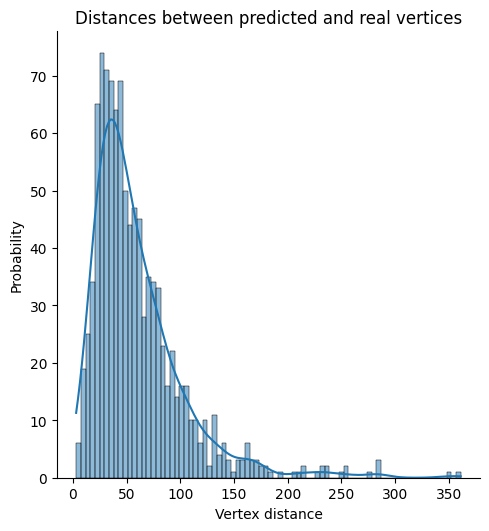 Distances between predicted and real vertices
70
60
50
40
30
20
10
0
Probability
0 50 100 150 200 250 300 350
Vertex distance